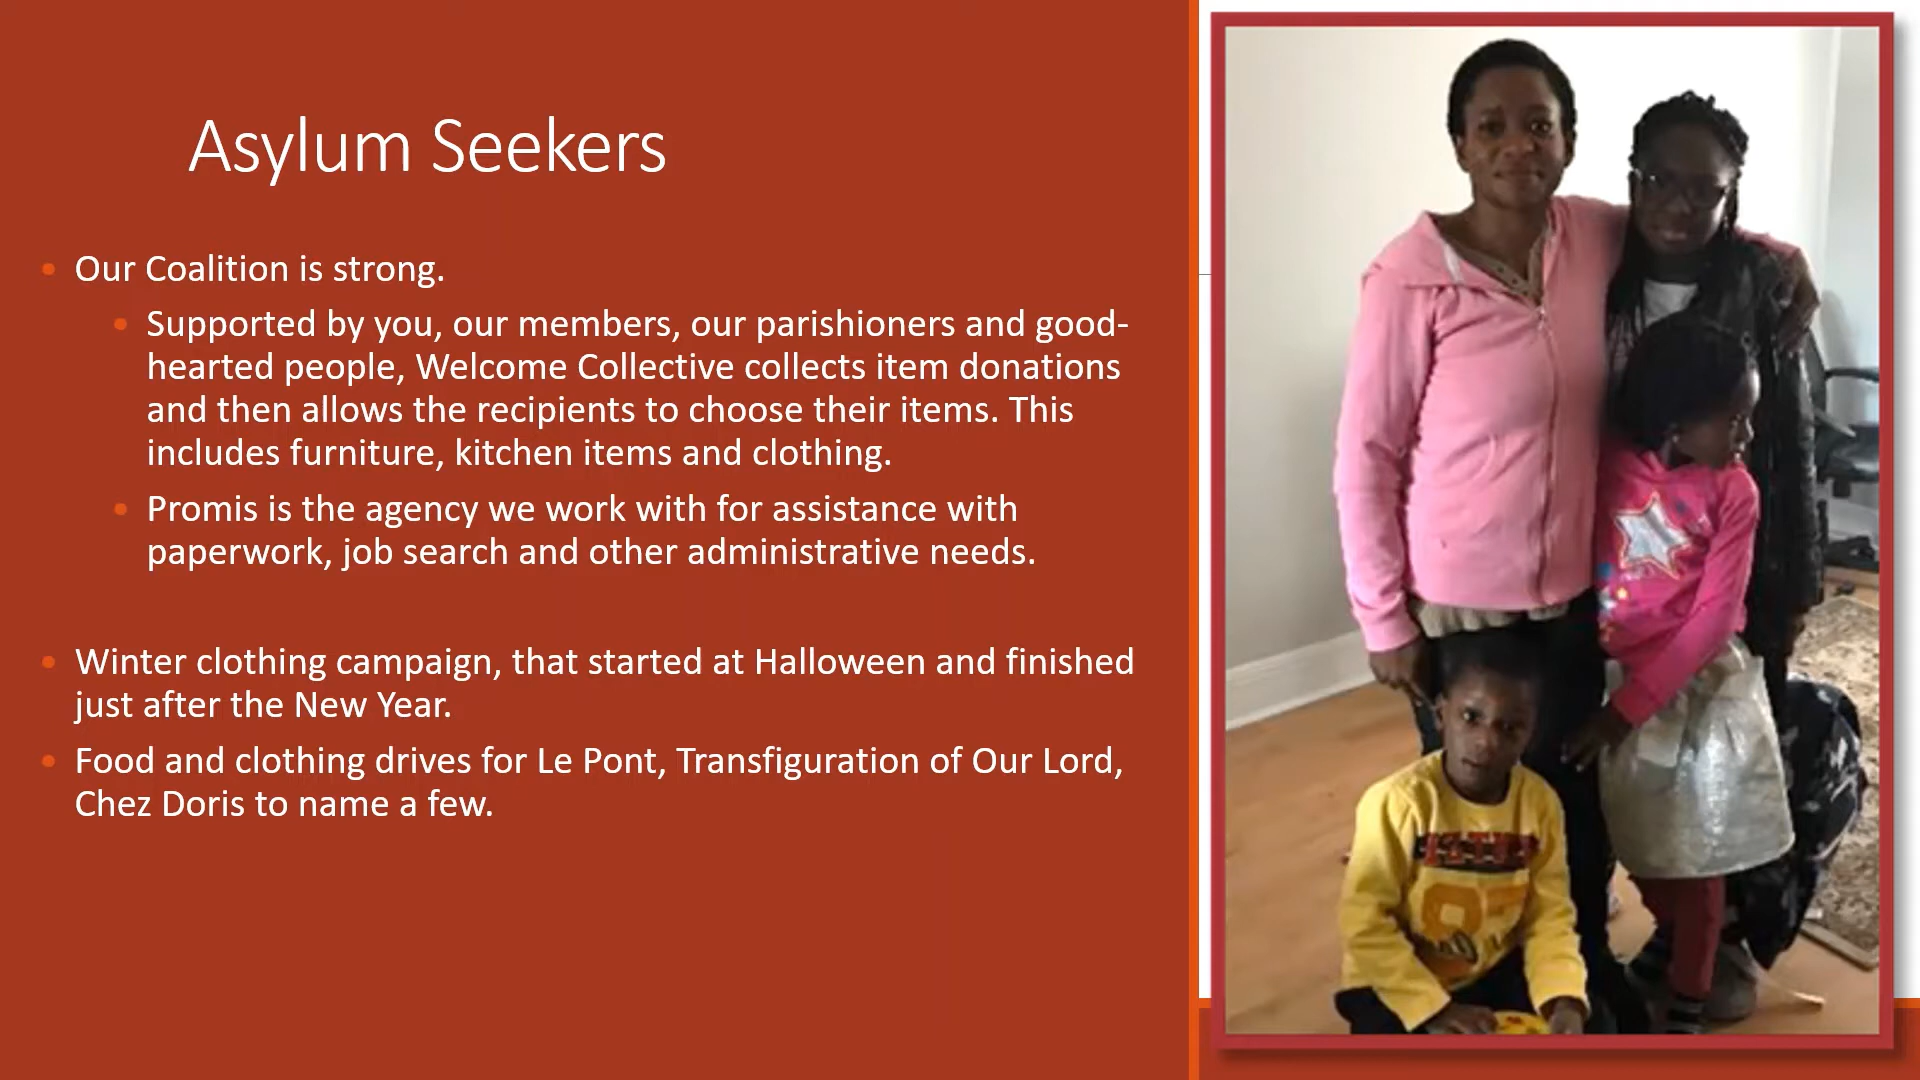 Asylum Seekers
• Our Coalition is strong.
• Supported by you, our members, our parishioners and good-
hearted people, Welcome Collective collects item donations
and then allows the recipients to choose their items. This
includes furniture, kitchen items and clothing.
• Promis is the agency we work with for assistance with
paperwork, job search and other administrative needs.
• Winter clothing campaign, that started at Halloween and finished
just after the New Year.
• Food and clothing drives for Le Pont, Transfiguration of Our Lord,
Chez Doris to name a few.